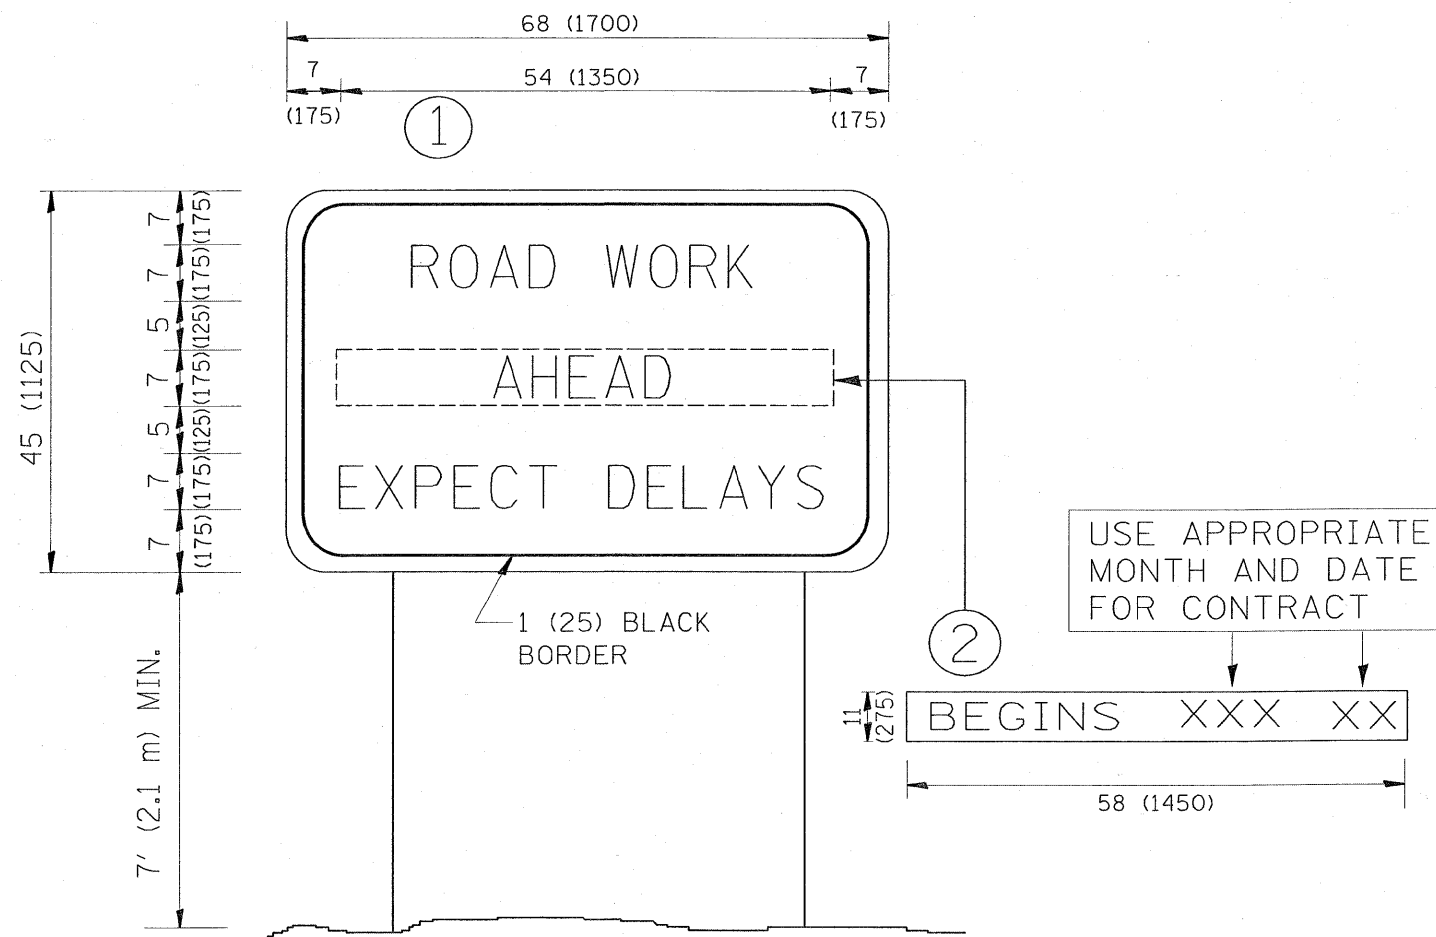 68 (1700)
7
54 (1350)
7
(175)
(175)
1
45 (1125)
7
(175)
7
(175)
5
(125)
7
(175)
5
(125)
7
(175)
7
(175)
ROAD WORK
AHEAD
EXPECT DELAYS
7' (2.1 m) MIN.
1 (25) BLACK
BORDER
USE APPROPRIATE
MONTH AND DATE
FOR CONTRACT
2
11
(275)
BEGINS XXX XX
58 (1450)